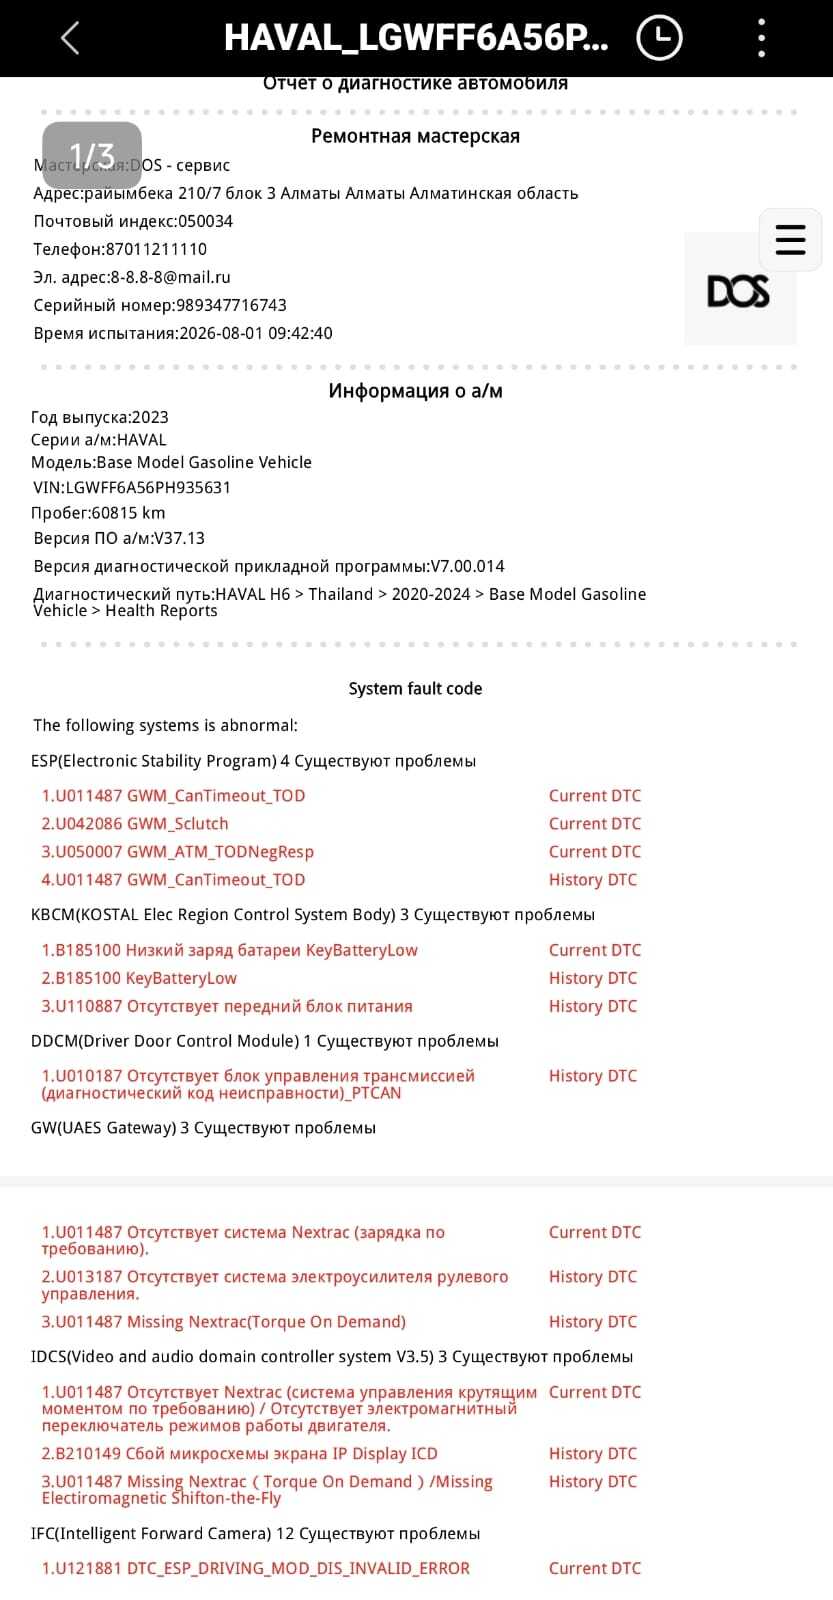 HAVAL_LGWFF6A56P...
Отчет о диагностике автомобиля
Ремонтная мастерская
1/3
Мастерская:DOS - сервис
Адрес:райымбека 210/7 блок 3 Алматы Алматы Алматинская область
Почтовый индекс:050034
Телефон:87011211110
Эл. адрес:8-8.8-8@mail.ru
Серийный номер:989347716743
Время испытания:2026-08-01 09:42:40
DOS
Информация о а/м
Год выпуска:2023
Серии а/м:HAVAL
Модель:Base Model Gasoline Vehicle
VIN:LGWFF6A56PH935631
Пробег:60815 km
Версия ПО а/м:V37.13
Версия диагностической прикладной программы:V7.00.014
Диагностический путь:HAVAL H6 > Thailand > 2020-2024 > Base Model Gasoline
Vehicle > Health Reports
System fault code
The following systems is abnormal:
ESP(Electronic Stability Program) 4 Существуют проблемы
1.U011487 GWM_CanTimeout_TOD Current DTC
2.U042086 GWM_Sclutch Current DTC
3.U050007 GWM_ATM_TODNegResp Current DTC
4.U011487 GWM_CanTimeout_TOD History DTC
KBCM(KOSTAL Elec Region Control System Body) 3 Существуют проблемы
1.B185100 Низкий заряд батареи KeyBatteryLow Current DTC
2.B185100 KeyBatteryLow History DTC
3.U110887 Отсутствует передний блок питания History DTC
DDCM(Driver Door Control Module) 1 Существуют проблемы
1.U010187 Отсутствует блок управления трансмиссией History DTC
(диагностический код неисправности)_PTCAN
GW(UAES Gateway) 3 Существуют проблемы
1.U011487 Отсутствует система Nextrac (зарядка по Current DTC
требованию).
2.U013187 Отсутствует система электроусилителя рулевого History DTC
управления.
3.U011487 Missing Nextrac(Torque On Demand) History DTC
IDCS(Video and audio domain controller system V3.5) 3 Существуют проблемы
1.U011487 Отсутствует Nextrac (система управления крутящим Current DTC
моментом по требованию) / Отсутствует электромагнитный
переключатель режимов работы двигателя.
2.B210149 Сбой микросхемы экрана IP Display ICD History DTC
3.U011487 Missing Nextrac ( Torque On Demand ) /Missing History DTC
Electiromagnetic Shifton-the-Fly
IFC(Intelligent Forward Camera) 12 Существуют проблемы
1.U121881 DTC_ESP_DRIVING_MOD_DIS_INVALID_ERROR Current DTC